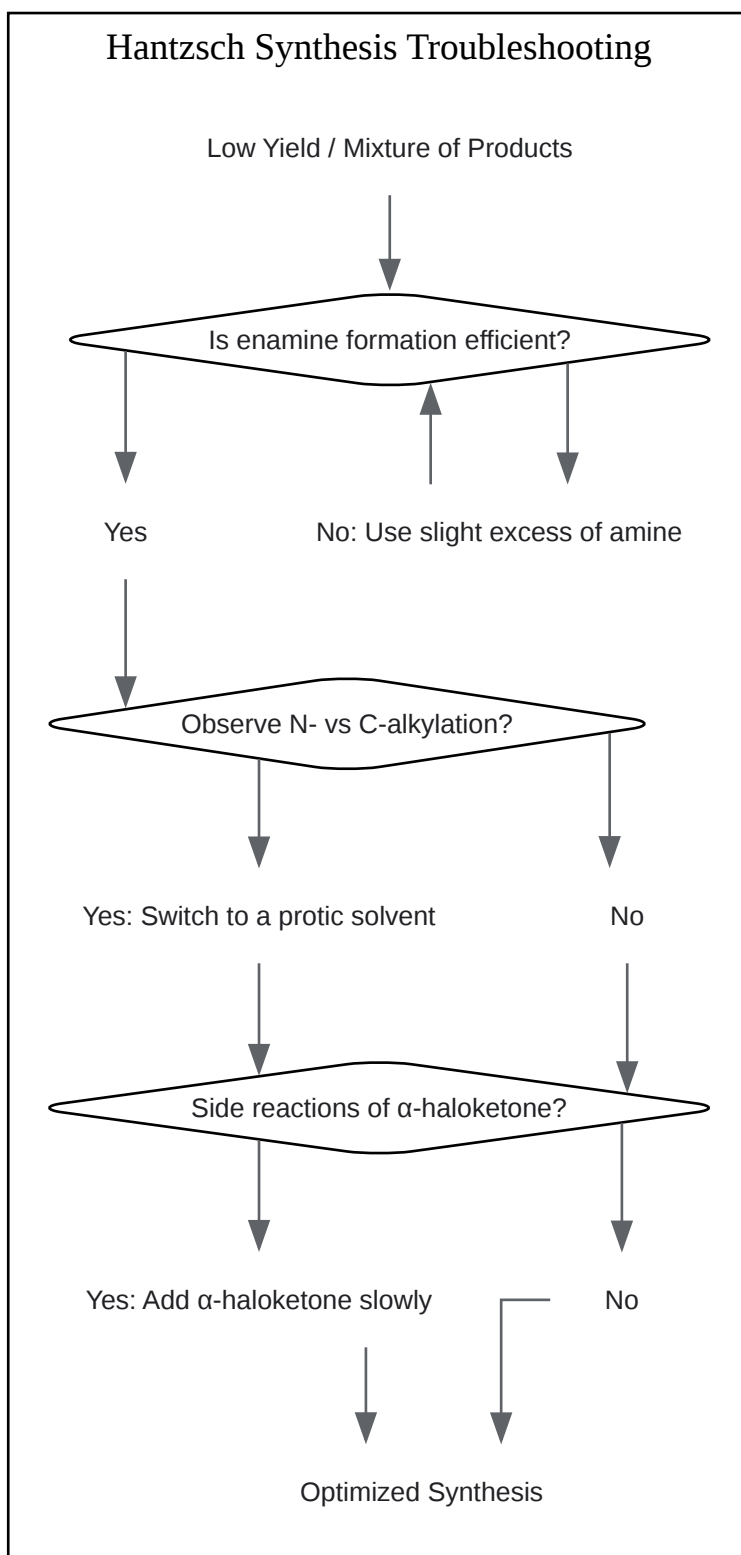 Hantzsch Synthesis Troubleshooting
Low Yield / Mixture of Products
Is enamine formation efficient?
Yes
No: Use slight excess of amine
Observe N- vs C-alkylation?
Yes: Switch to a protic solvent
No
Side reactions of α-haloketone?
Yes: Add α-haloketone slowly
No
Optimized Synthesis